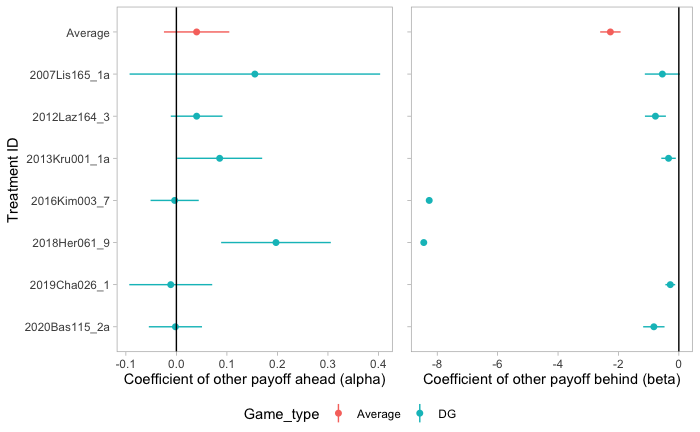 Treatment ID
Average
2007Lis165_1a
2012Laz164_3
2013Kru001_1a
2016Kim003_7
2018Her061_9
2019Cha026_1
2020Bas115_2a
-0.1 0.0 0.1 0.2 0.3 0.4
Coefficient of other payoff ahead (alpha)
-8 -6 -4 -2 0
Coefficient of other payoff behind (beta)
Game_type Average DG